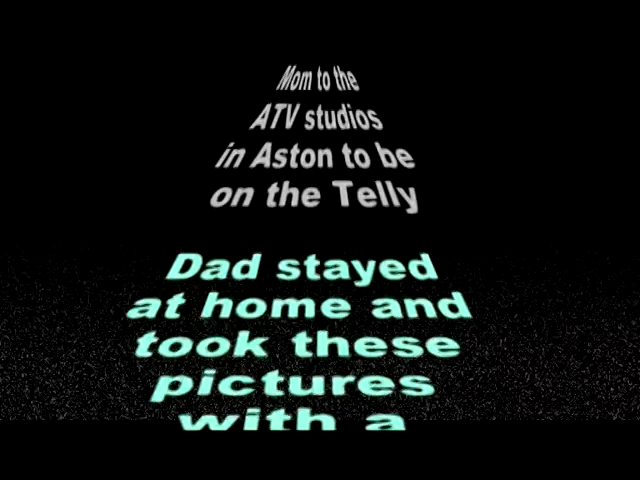 Mom to the
ATV studios
in Aston to be
on the Telly
Dad stayed
at home and
took these
pictures
with a